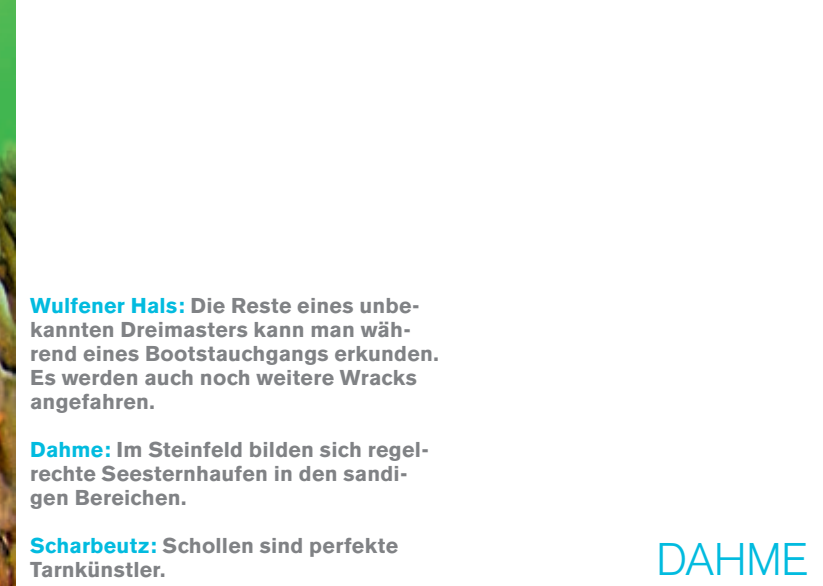 Wulfener Hals: Die Reste eines unbe-
kannten Dreimasters kann man wäh-
rend eines Bootstauchgangs erkunden.
Es werden auch noch weitere Wracks
angefahren.
Dahme: Im Steinfeld bilden sich regel-
rechte Seesternhaufen in den sandi-
gen Bereichen.
Scharbeutz: Schollen sind perfekte
Tarnkünstler.
DAHME